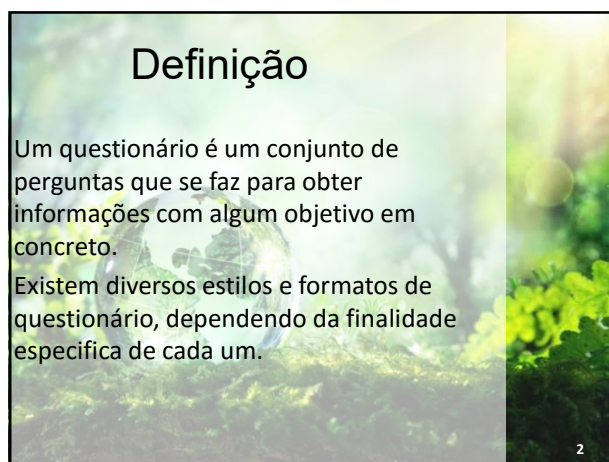 Definição
Um questionário é um conjunto de
perguntas que se faz para obter
informações com algum objetivo em
concreto.
Existem diversos estilos e formatos de
questionário, dependendo da finalidade
especifica de cada um.
2